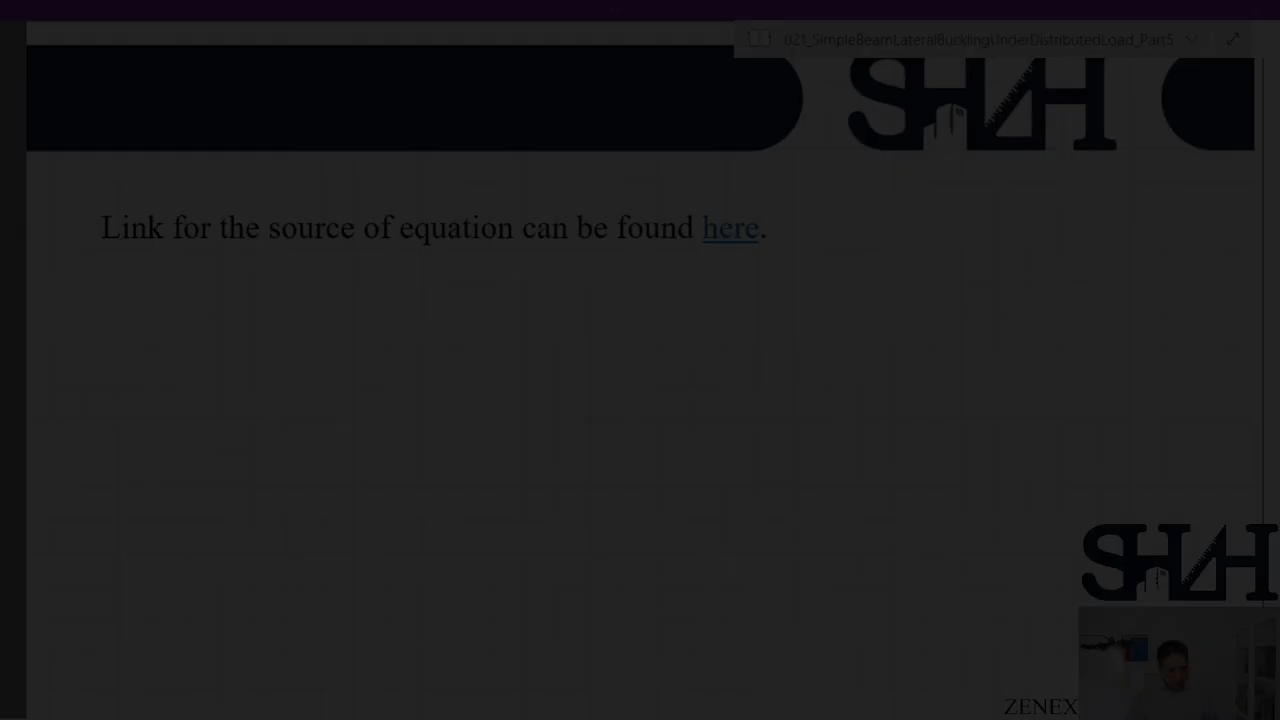 021_SimpleBeamLateralBucklingUnderDistributedLoad_Part5
SHAH
Link for the source of equation can be found here.
SHAH
ZENEX